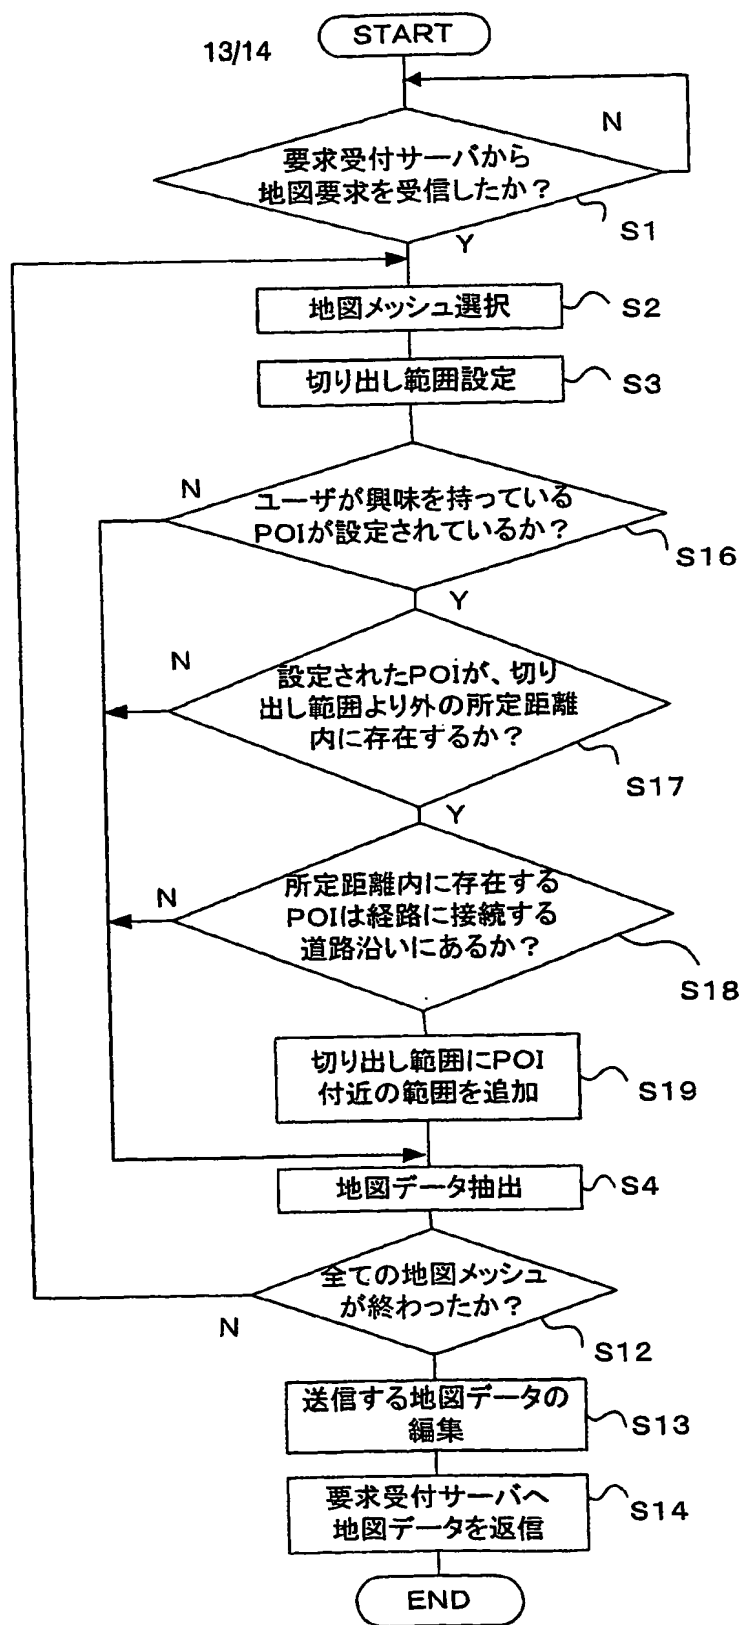 13/14
START
N
要求受付サーバから
地図要求を受信したか？
S1
Y
地図メッシュ選択
S2
切り出し範囲設定
S3
N
ユーザが興味を持っている
POIが設定されているか？
S16
Y
N
設定されたPOIが、切り
出し範囲より外の所定距離
内に存在するか？
S17
Y
N
所定距離内に存在する
POIは経路に接続する
道路沿いにあるか？
S18
切り出し範囲にPOI
付近の範囲を追加
S19
地図データ抽出
S4
全ての地図メッシュ
が終わったか？
N
S12
送信する地図データの
編集
S13
要求受付サーバへ
地図データを返信
S14
END